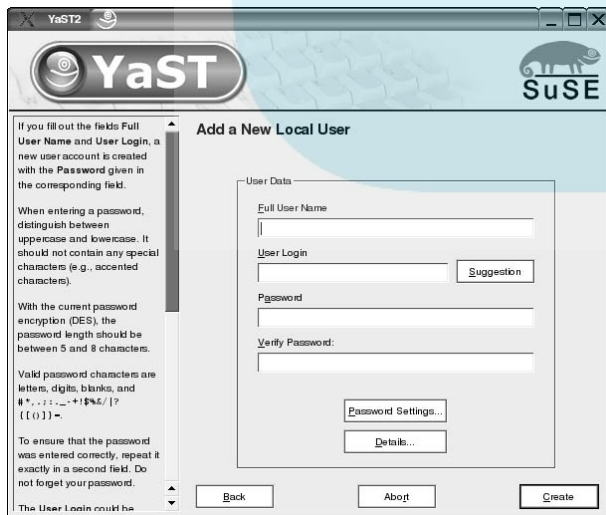 YaST2
YaST
SuSE
If you fill out the fields Full
User Name and User Login, a
new user account is created
with the Password given in
the corresponding field.
When entering a password,
distinguish between
uppercase and lowercase. It
should not contain any special
characters (e.g., accented
characters).
With the current password
encryption (DES), the
password length should be
between 5 and 8 characters.
Valid password characters are
letters, digits, blanks, and
#*,.;:._-+!$%&/|?
{[()]}=.
To ensure that the password
was entered correctly, repeat it
exactly in a second field. Do
not forget your password.
The User Login could be
Add a New Local User
User Data
Full User Name
User Login
Suggestion
Password
Verify Password:
Password Settings...
Details...
Back
Abort
Create